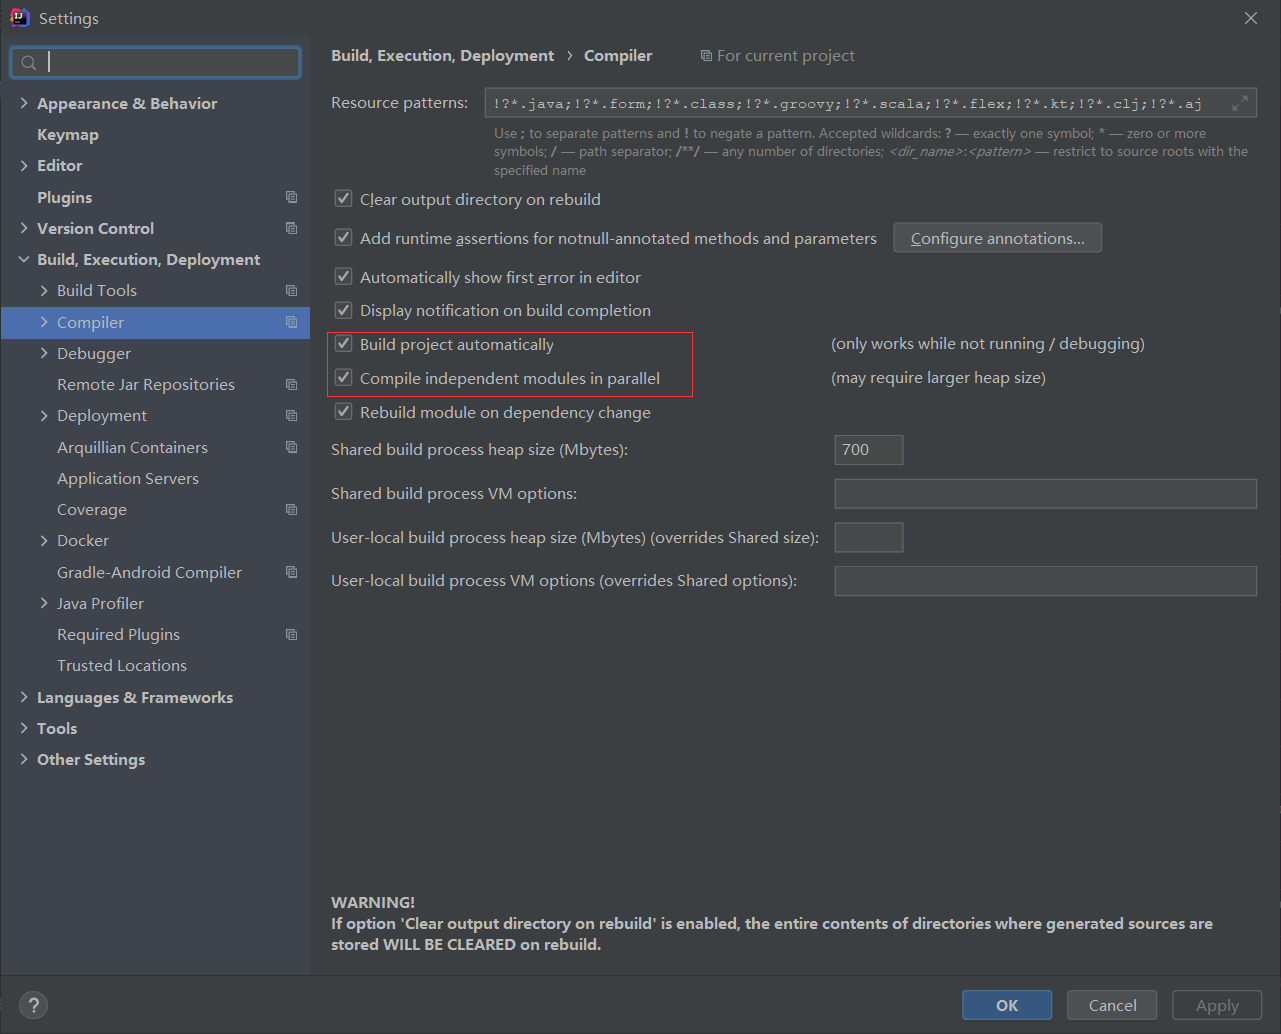 Settings
Appearance & Behavior
Keymap
Editor
Plugins
Version Control
Build, Execution, Deployment
Build Tools
Compiler
Debugger
Remote Jar Repositories
Deployment
Arquillian Containers
Application Servers
Coverage
Docker
Gradle-Android Compiler
Java Profiler
Required Plugins
Trusted Locations
Languages & Frameworks
Tools
Other Settings
Build, Execution, Deployment › Compiler For current project
Resource patterns: !?*.java;!?*.form;!?*.class;!?*.groovy;!?*.scala;!?*.flex;!?*.kt;!?*.clj;!?*.aj
Use ; to separate patterns and ! to negate a pattern. Accepted wildcards: ? — exactly one symbol; * — zero or more
symbols; / — path separator; /**/ — any number of directories; <dir_name>:<pattern> — restrict to source roots with the
specified name
Clear output directory on rebuild
Add runtime assertions for notnull-annotated methods and parameters Configure annotations...
Automatically show first error in editor
Display notification on build completion
Build project automatically (only works while not running / debugging)
Compile independent modules in parallel (may require larger heap size)
Rebuild module on dependency change
Shared build process heap size (Mbytes): 700
Shared build process VM options:
User-local build process heap size (Mbytes) (overrides Shared size):
User-local build process VM options (overrides Shared options):
WARNING!
If option 'Clear output directory on rebuild' is enabled, the entire contents of directories where generated sources are
stored WILL BE CLEARED on rebuild.
? OK Cancel Apply